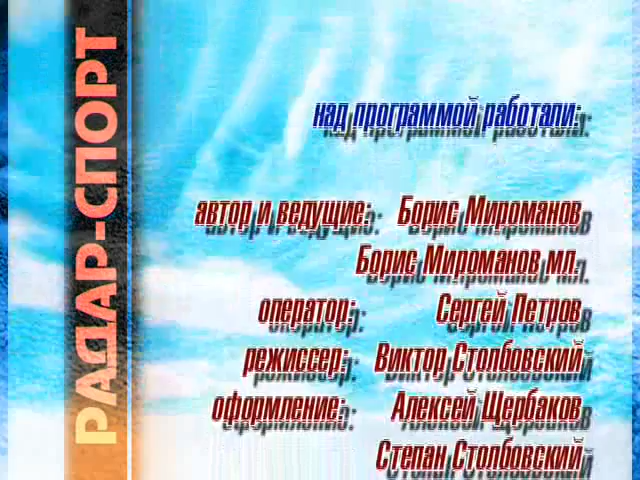 РАДАР-СПОРТ
над программой работали:
автор и ведущие: Борис Мироманов
Борис Мироманов мл.
оператор: Сергей Петров
режиссер: Виктор Столбовский
оформление: Алексей Щербаков
Степан Столбовский